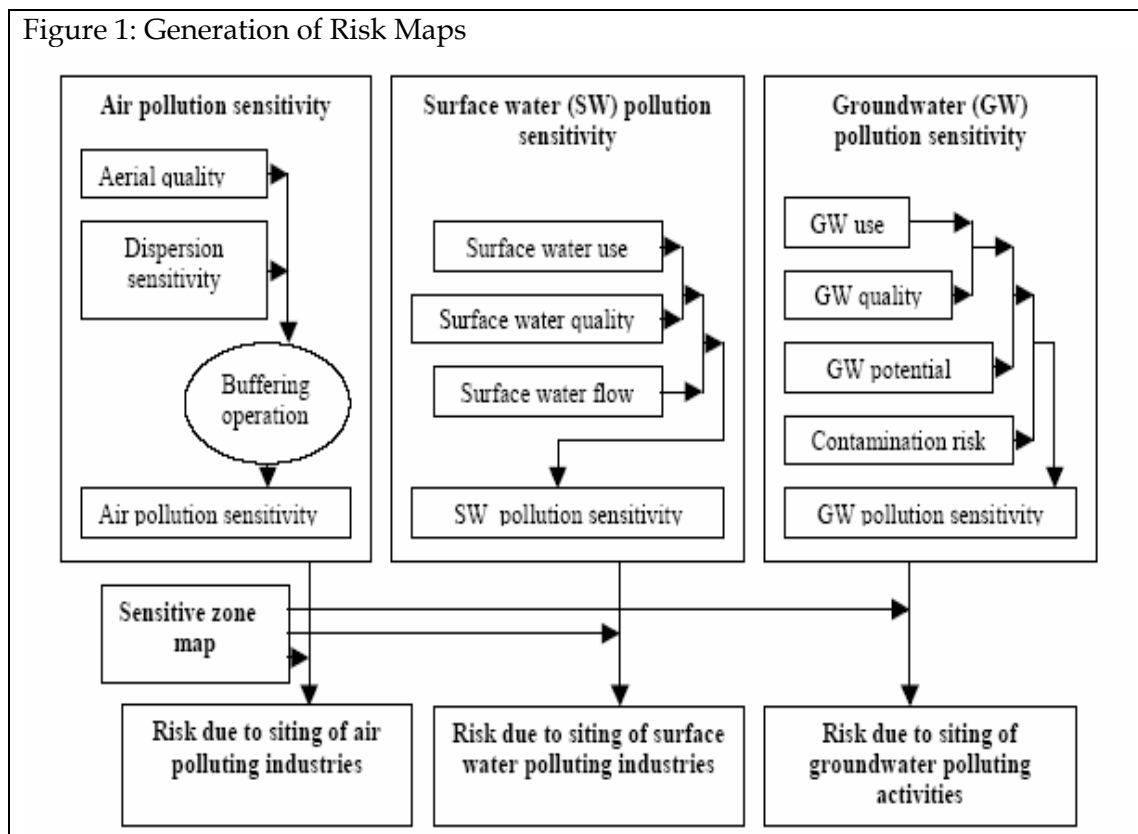 Figure 1: Generation of Risk Maps
Air pollution sensitivity
Aerial quality
Dispersion
sensitivity
Buffering
operation
Air pollution sensitivity
Surface water (SW) pollution
sensitivity
Surface water use
Surface water quality
Surface water flow
SW pollution sensitivity
Groundwater (GW)
pollution sensitivity
GW use
GW quality
GW potential
Contamination risk
GW pollution sensitivity
Sensitive zone
map
Risk due to siting of air
polluting industries
Risk due to siting of surface
water polluting industries
Risk due to siting of
groundwater polluting
activities